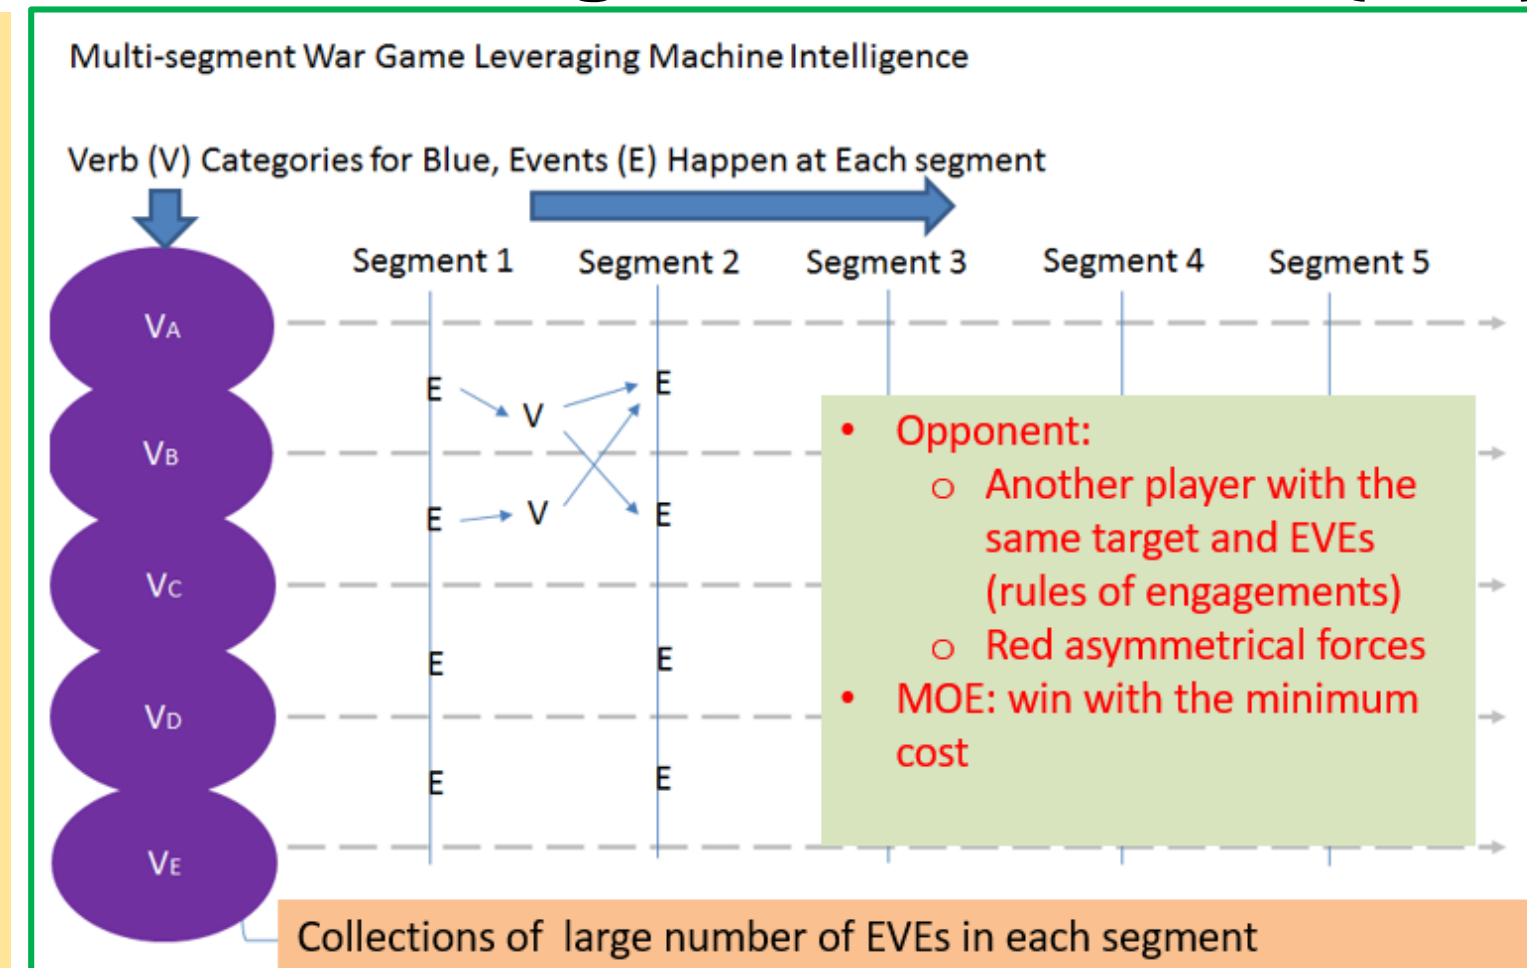 Multi-segment War Game Leveraging Machine Intelligence
Verb (V) Categories for Blue, Events (E) Happen at Each segment
Segment 1 Segment 2 Segment 3 Segment 4 Segment 5
VA
E E
V
VB
E V E
VC
E E
VD
E E
VE
• Opponent:
o Another player with the
same target and EVEs
(rules of engagements)
o Red asymmetrical forces
• MOE: win with the minimum
cost
Collections of large number of EVEs in each segment